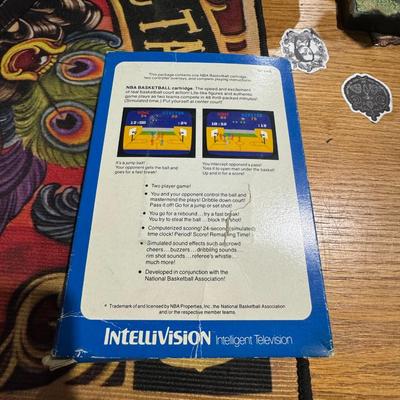 This package contains one NBA Basketball cartridge,
two controller overlays, and complete playing instructions.
NBA BASKETBALL cartridge. The speed and excitement
of real basketball court action! Life-like figures and authentic
game plays as two teams compete in 48 thrill-packed minutes!
(Simulated time.) Put yourself at center court!
It's a jump ball!
Your opponent gets the ball and
goes for a fast break!
You intercept opponent's pass!
Toss it to open man under the basket!
Up and in for a score!
• Two player game!
• You and your opponent control the ball and
mastermind the plays! Dribble down court!
Pass it off! Go for a jump or set shot!
• You go for a rebound...try a fast break!
You try to steal the ball...block the shot!
• Computerized scoring! 24-second (simulated)
time clock! Period! Score! Remaining Time!
• Simulated sound effects such as crowd
cheers...buzzers...dribbling sounds...
rim shot sounds...referee's whistle...
much more!
• Developed in conjunction with the
National Basketball Association!
* Trademark of and licensed by NBA Properties, Inc., the National Basketball Association
and/or the respective member teams.
INTELLIVISION Intelligent Television